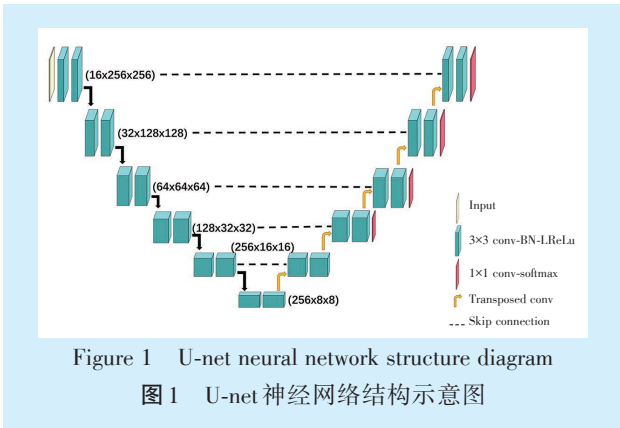 (16x256x256)
(32x128x128)
(64x64x64)
(128x32x32)
(256x16x16)
(256x8x8)
Input
3×3 conv-BN-LReLu
1×1 conv-softmax
Transposed conv
Skip connection
Figure 1 U-net neural network structure diagram
图1 U-net神经网络结构示意图